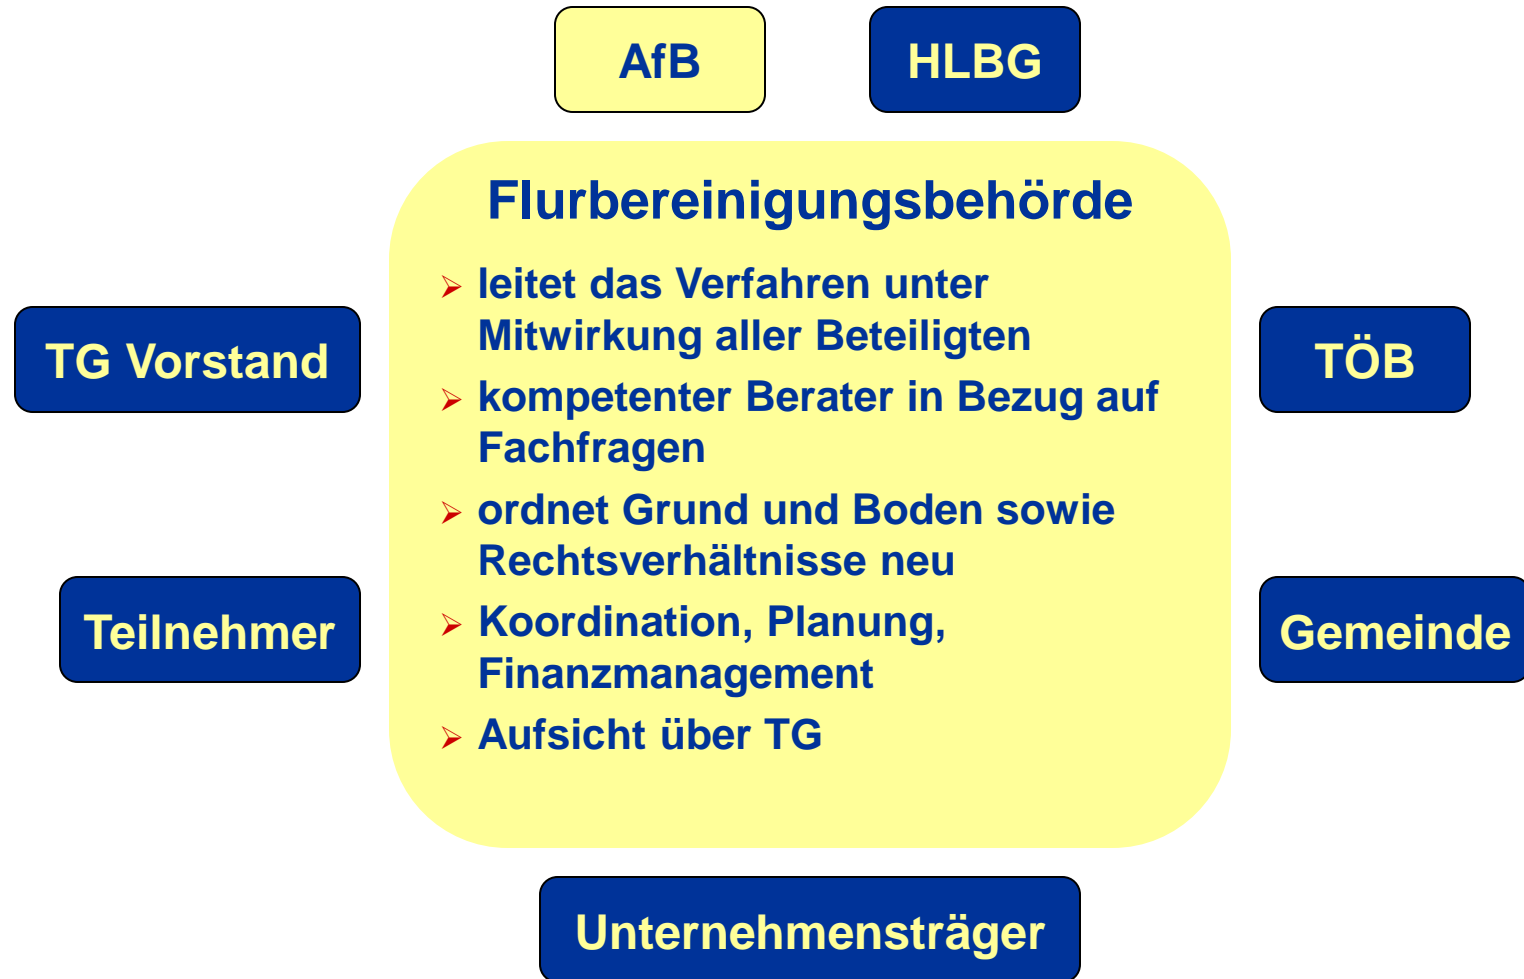 AfB
HLBG
Flurbereinigungsbehörde
➢ leitet das Verfahren unter
Mitwirkung aller Beteiligten
➢ kompetenter Berater in Bezug auf
Fachfragen
➢ ordnet Grund und Boden sowie
Rechtsverhältnisse neu
➢ Koordination, Planung,
Finanzmanagement
➢ Aufsicht über TG
TG Vorstand
TÖB
Teilnehmer
Gemeinde
Unternehmensträger